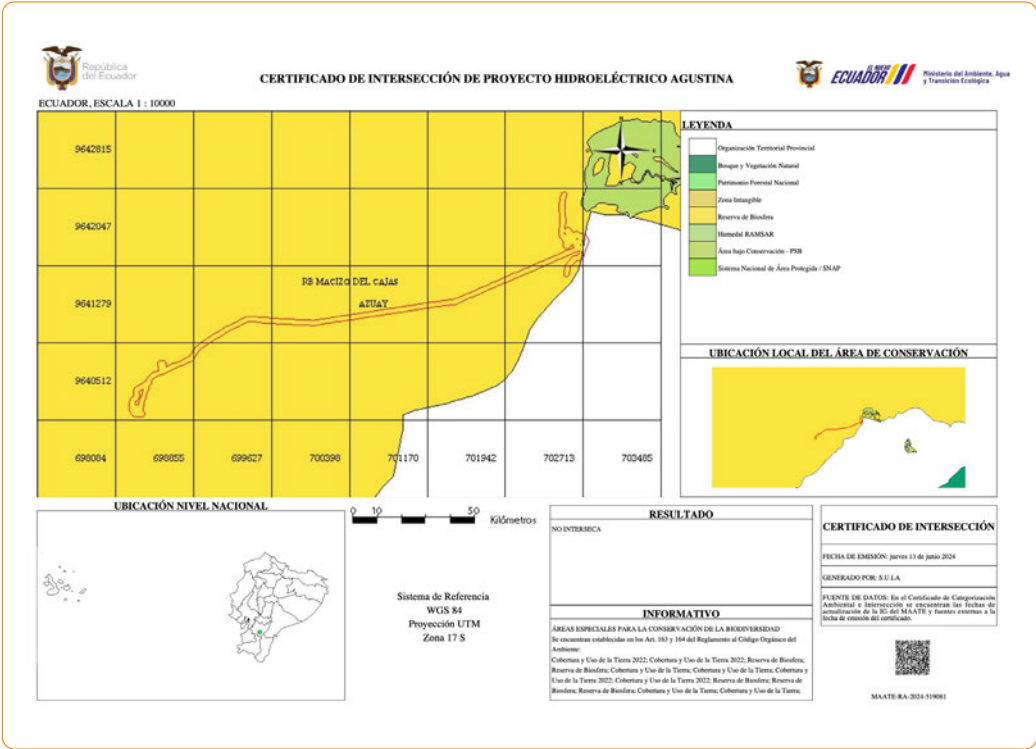 República
del Ecuador
CERTIFICADO DE INTERSECCIÓN DE PROYECTO HIDROELÉCTRICO AGUSTINA
EL NUEVO
ECUADOR
Ministerio del Ambiente, Agua
y Transición Ecológica
ECUADOR, ESCALA 1 : 10000
9642815
9642047
9641279
9640512
RB MACIZO DEL CAJAS
AZUAY
698084
698855
699627
700398
701170
701942
702713
703485
LEYENDA
Organización Territorial Provincial
Bosque y Vegetación Natural
Patrimonio Forestal Nacional
Zona Intangible
Reserva de Biosfera
Humedal RAMSAR
Área bajo Conservación - PSB
Sistema Nacional de Área Protegida / SNAP
UBICACIÓN LOCAL DEL ÁREA DE CONSERVACIÓN
UBICACIÓN NIVEL NACIONAL
0 10 50 Kilómetros
Sistema de Referencia
WGS 84
Proyección UTM
Zona 17 S
RESULTADO
NO INTERSECA
INFORMATIVO
ÁREAS ESPECIALES PARA LA CONSERVACIÓN DE LA BIODIVERSIDAD
Se encuentran establecidas en los Art. 163 y 164 del Reglamento al Código Orgánico del
Ambiente:
Cobertura y Uso de la Tierra 2022; Cobertura y Uso de la Tierra 2022; Reserva de Biosfera;
Reserva de Biosfera; Cobertura y Uso de la Tierra; Cobertura y Uso de la Tierra; Cobertura y
Uso de la Tierra 2022; Cobertura y Uso de la Tierra 2022; Reserva de Biosfera; Reserva de
Biosfera; Reserva de Biosfera; Cobertura y Uso de la Tierra; Cobertura y Uso de la Tierra;
CERTIFICADO DE INTERSECCIÓN
FECHA DE EMISIÓN: jueves 13 de junio 2024
GENERADO POR: S.U.I.A
FUENTE DE DATOS: En el Certificado de Categorización
Ambiental e Intersección se encuentran las fechas de
actualización de la IG del MAATE y fuentes externas a la
fecha de emisión del certificado.
MAATE-RA-2024-519081